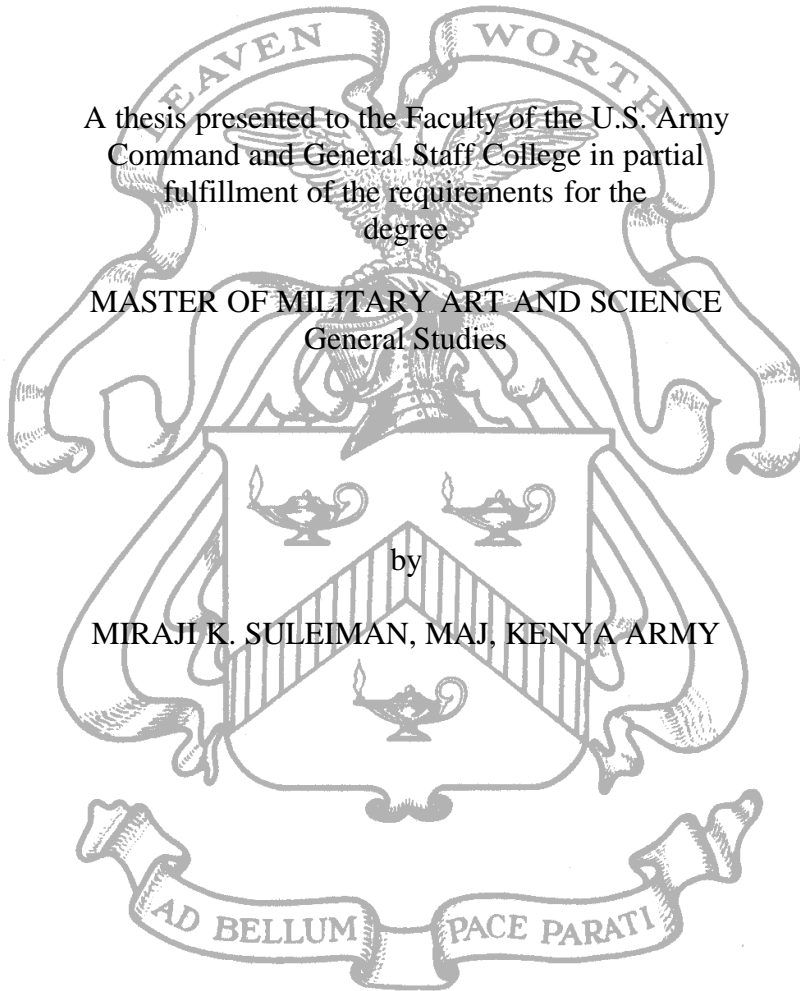 LEAVEN WORTH
A thesis presented to the Faculty of the U.S. Army
Command and General Staff College in partial
fulfillment of the requirements for the
degree
MASTER OF MILITARY ART AND SCIENCE
General Studies
by
MIRAJI K. SULEIMAN, MAJ, KENYA ARMY
AD BELLUM PACE PARATI